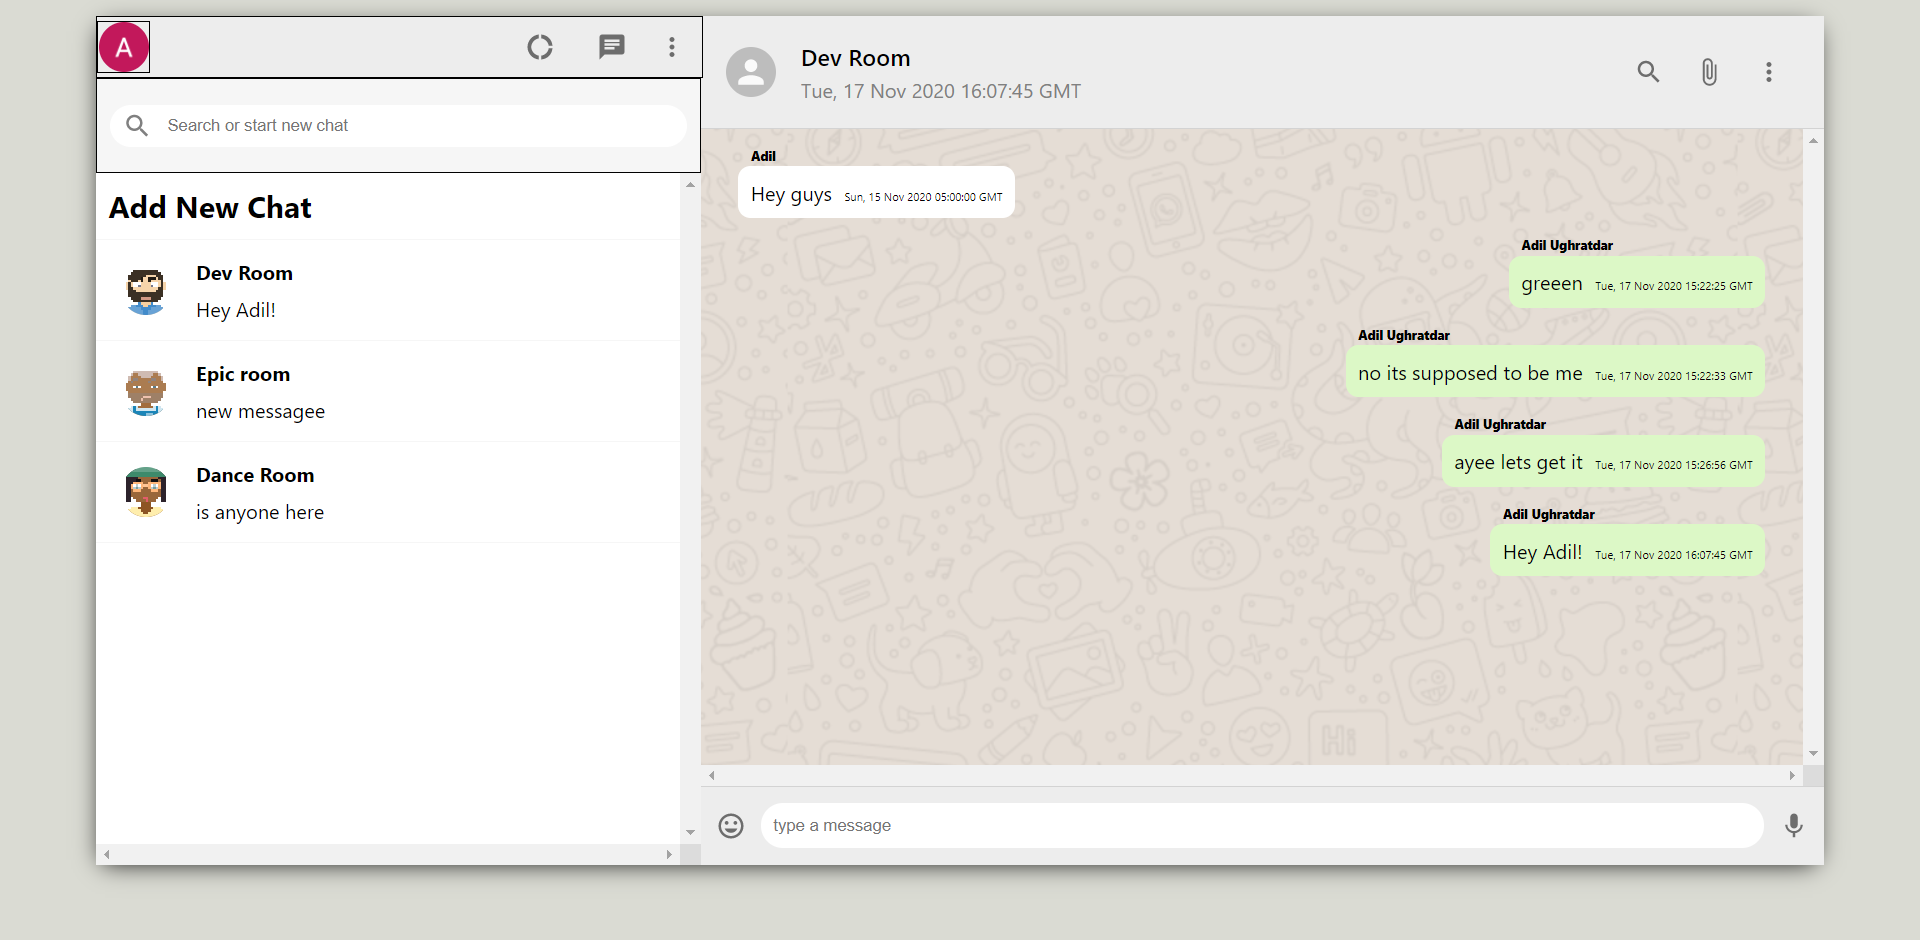 A
Search or start new chat
Add New Chat
Dev Room
Hey Adil!
Epic room
new messagee
Dance Room
is anyone here
Dev Room
Tue, 17 Nov 2020 16:07:45 GMT
Adil
Hey guys Sun, 15 Nov 2020 05:00:00 GMT
Adil Ughratdar
greeen Tue, 17 Nov 2020 15:22:25 GMT
Adil Ughratdar
no its supposed to be me Tue, 17 Nov 2020 15:22:33 GMT
Adil Ughratdar
ayee lets get it Tue, 17 Nov 2020 15:26:56 GMT
Adil Ughratdar
Hey Adil! Tue, 17 Nov 2020 16:07:45 GMT
Hi
type a message